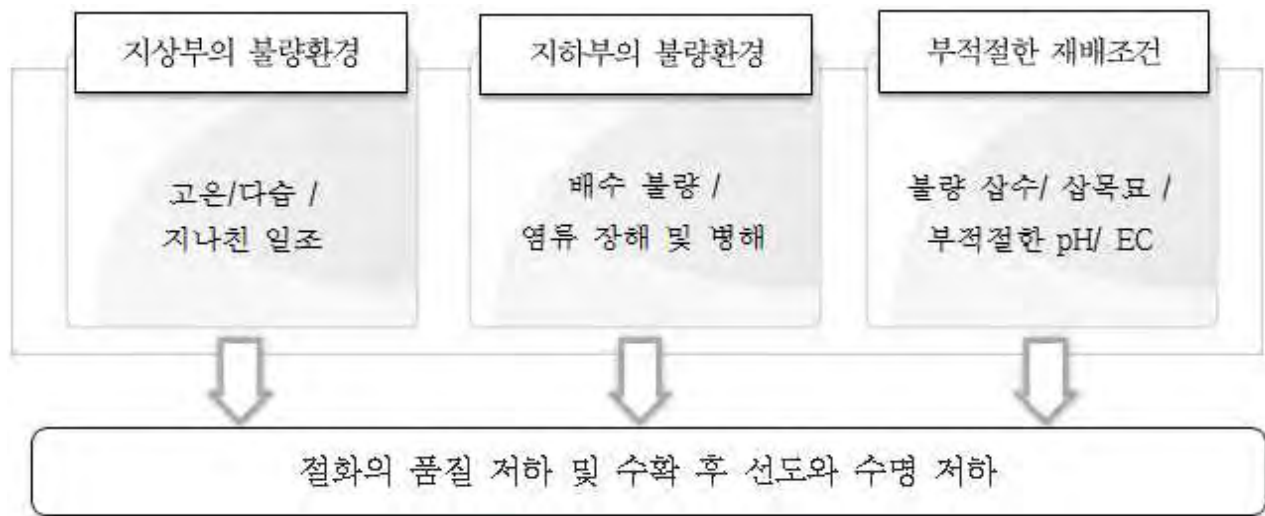 지상부의 불량환경
고온/다습 /
지나친 일조
지하부의 불량환경
배수 불량 /
염류 장해 및 병해
부적절한 재배조건
불량 삽수/ 삽목묘 /
부적절한 pH/ EC
절화의 품질 저하 및 수확 후 선도와 수명 저하